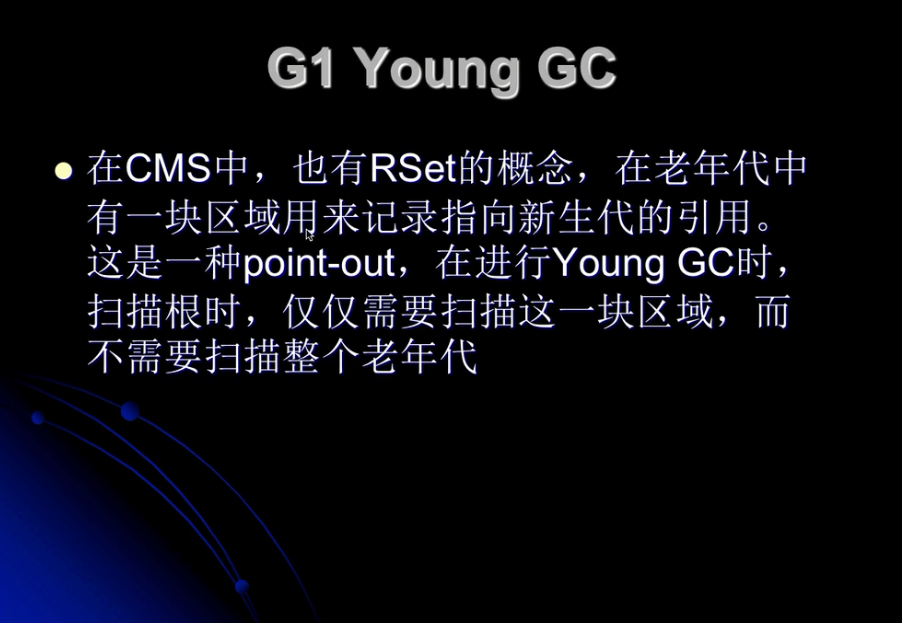 G1 Young GC
在CMS中，也有RSet的概念，在老年代中
有一块区域用来记录指向新生代的引用。
这是一种point-out，在进行Young GC时，
扫描根时，仅仅需要扫描这一块区域，而
不需要扫描整个老年代